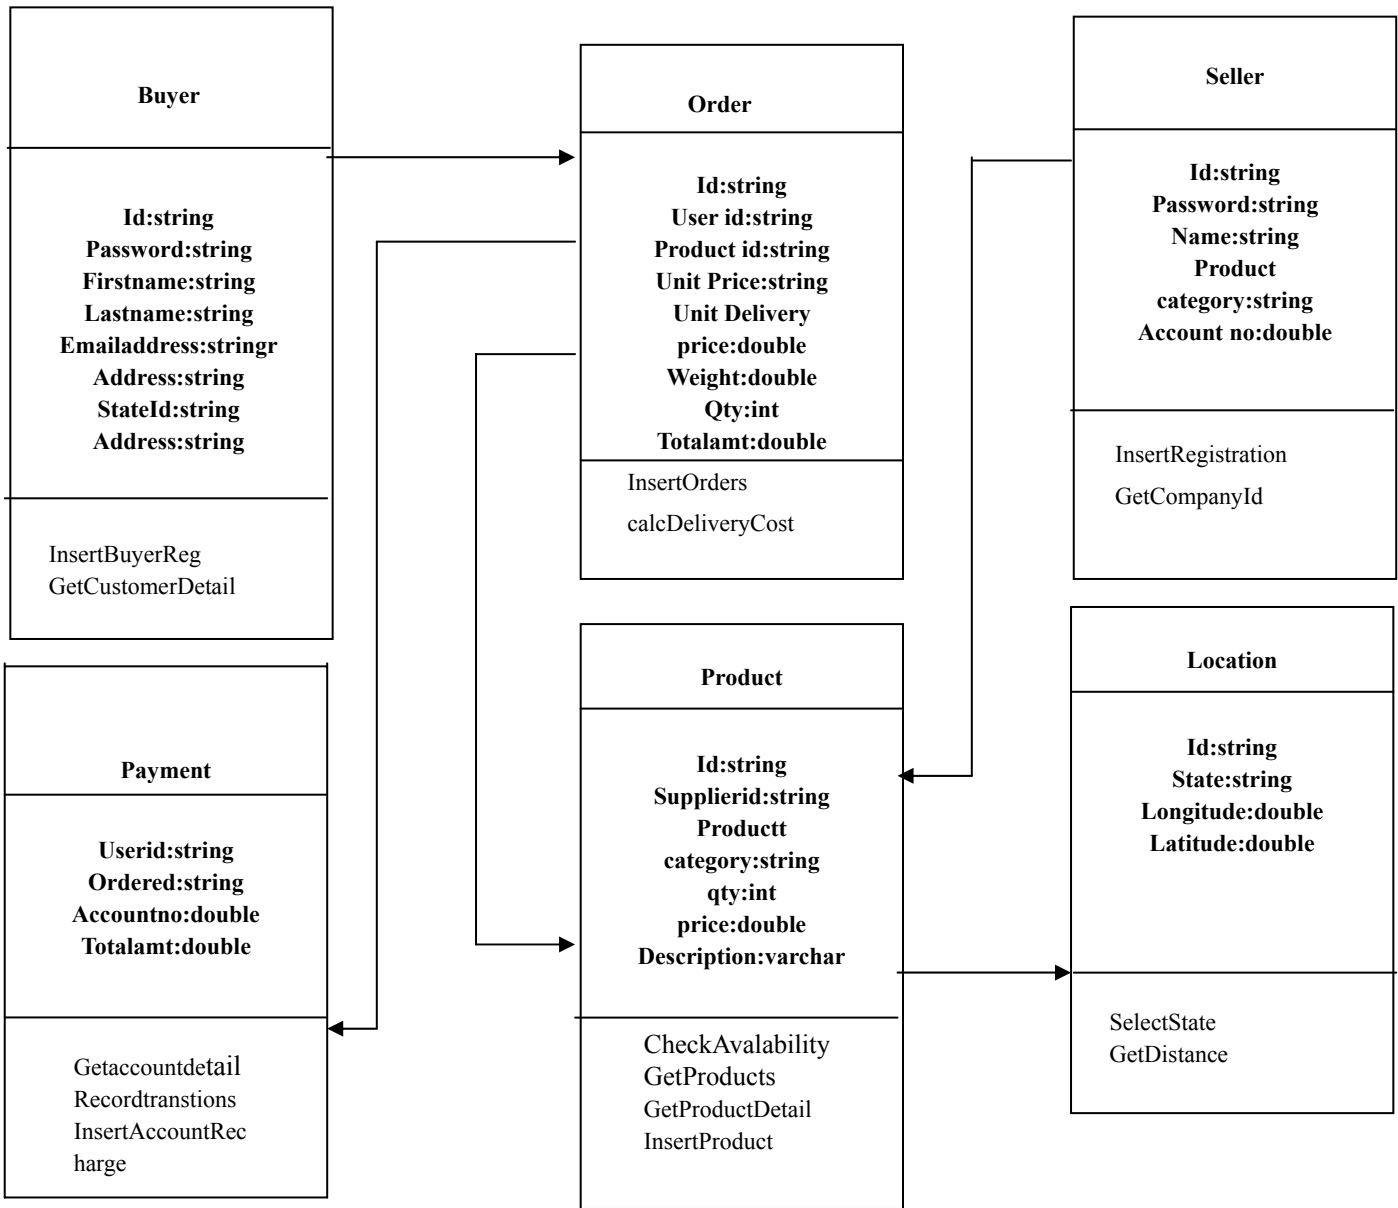 Buyer
Id:string
Password:string
Firstname:string
Lastname:string
Emailaddress:stringr
Address:string
StateId:string
Address:string
InsertBuyerReg
GetCustomerDetail
Order
Id:string
User id:string
Product id:string
Unit Price:string
Unit Delivery
price:double
Weight:double
Qty:int
Totalamt:double
InsertOrders
calcDeliveryCost
Seller
Id:string
Password:string
Name:string
Product
category:string
Account no:double
InsertRegistration
GetCompanyId
Payment
Userid:string
Ordered:string
Accountno:double
Totalamt:double
Getaccountdetail
Recordtranstions
InsertAccountRec
harge
Product
Id:string
Supplierid:string
Productt
category:string
qty:int
price:double
Description:varchar
CheckAvalability
GetProducts
GetProductDetail
InsertProduct
Location
Id:string
State:string
Longitude:double
Latitude:double
SelectState
GetDistance